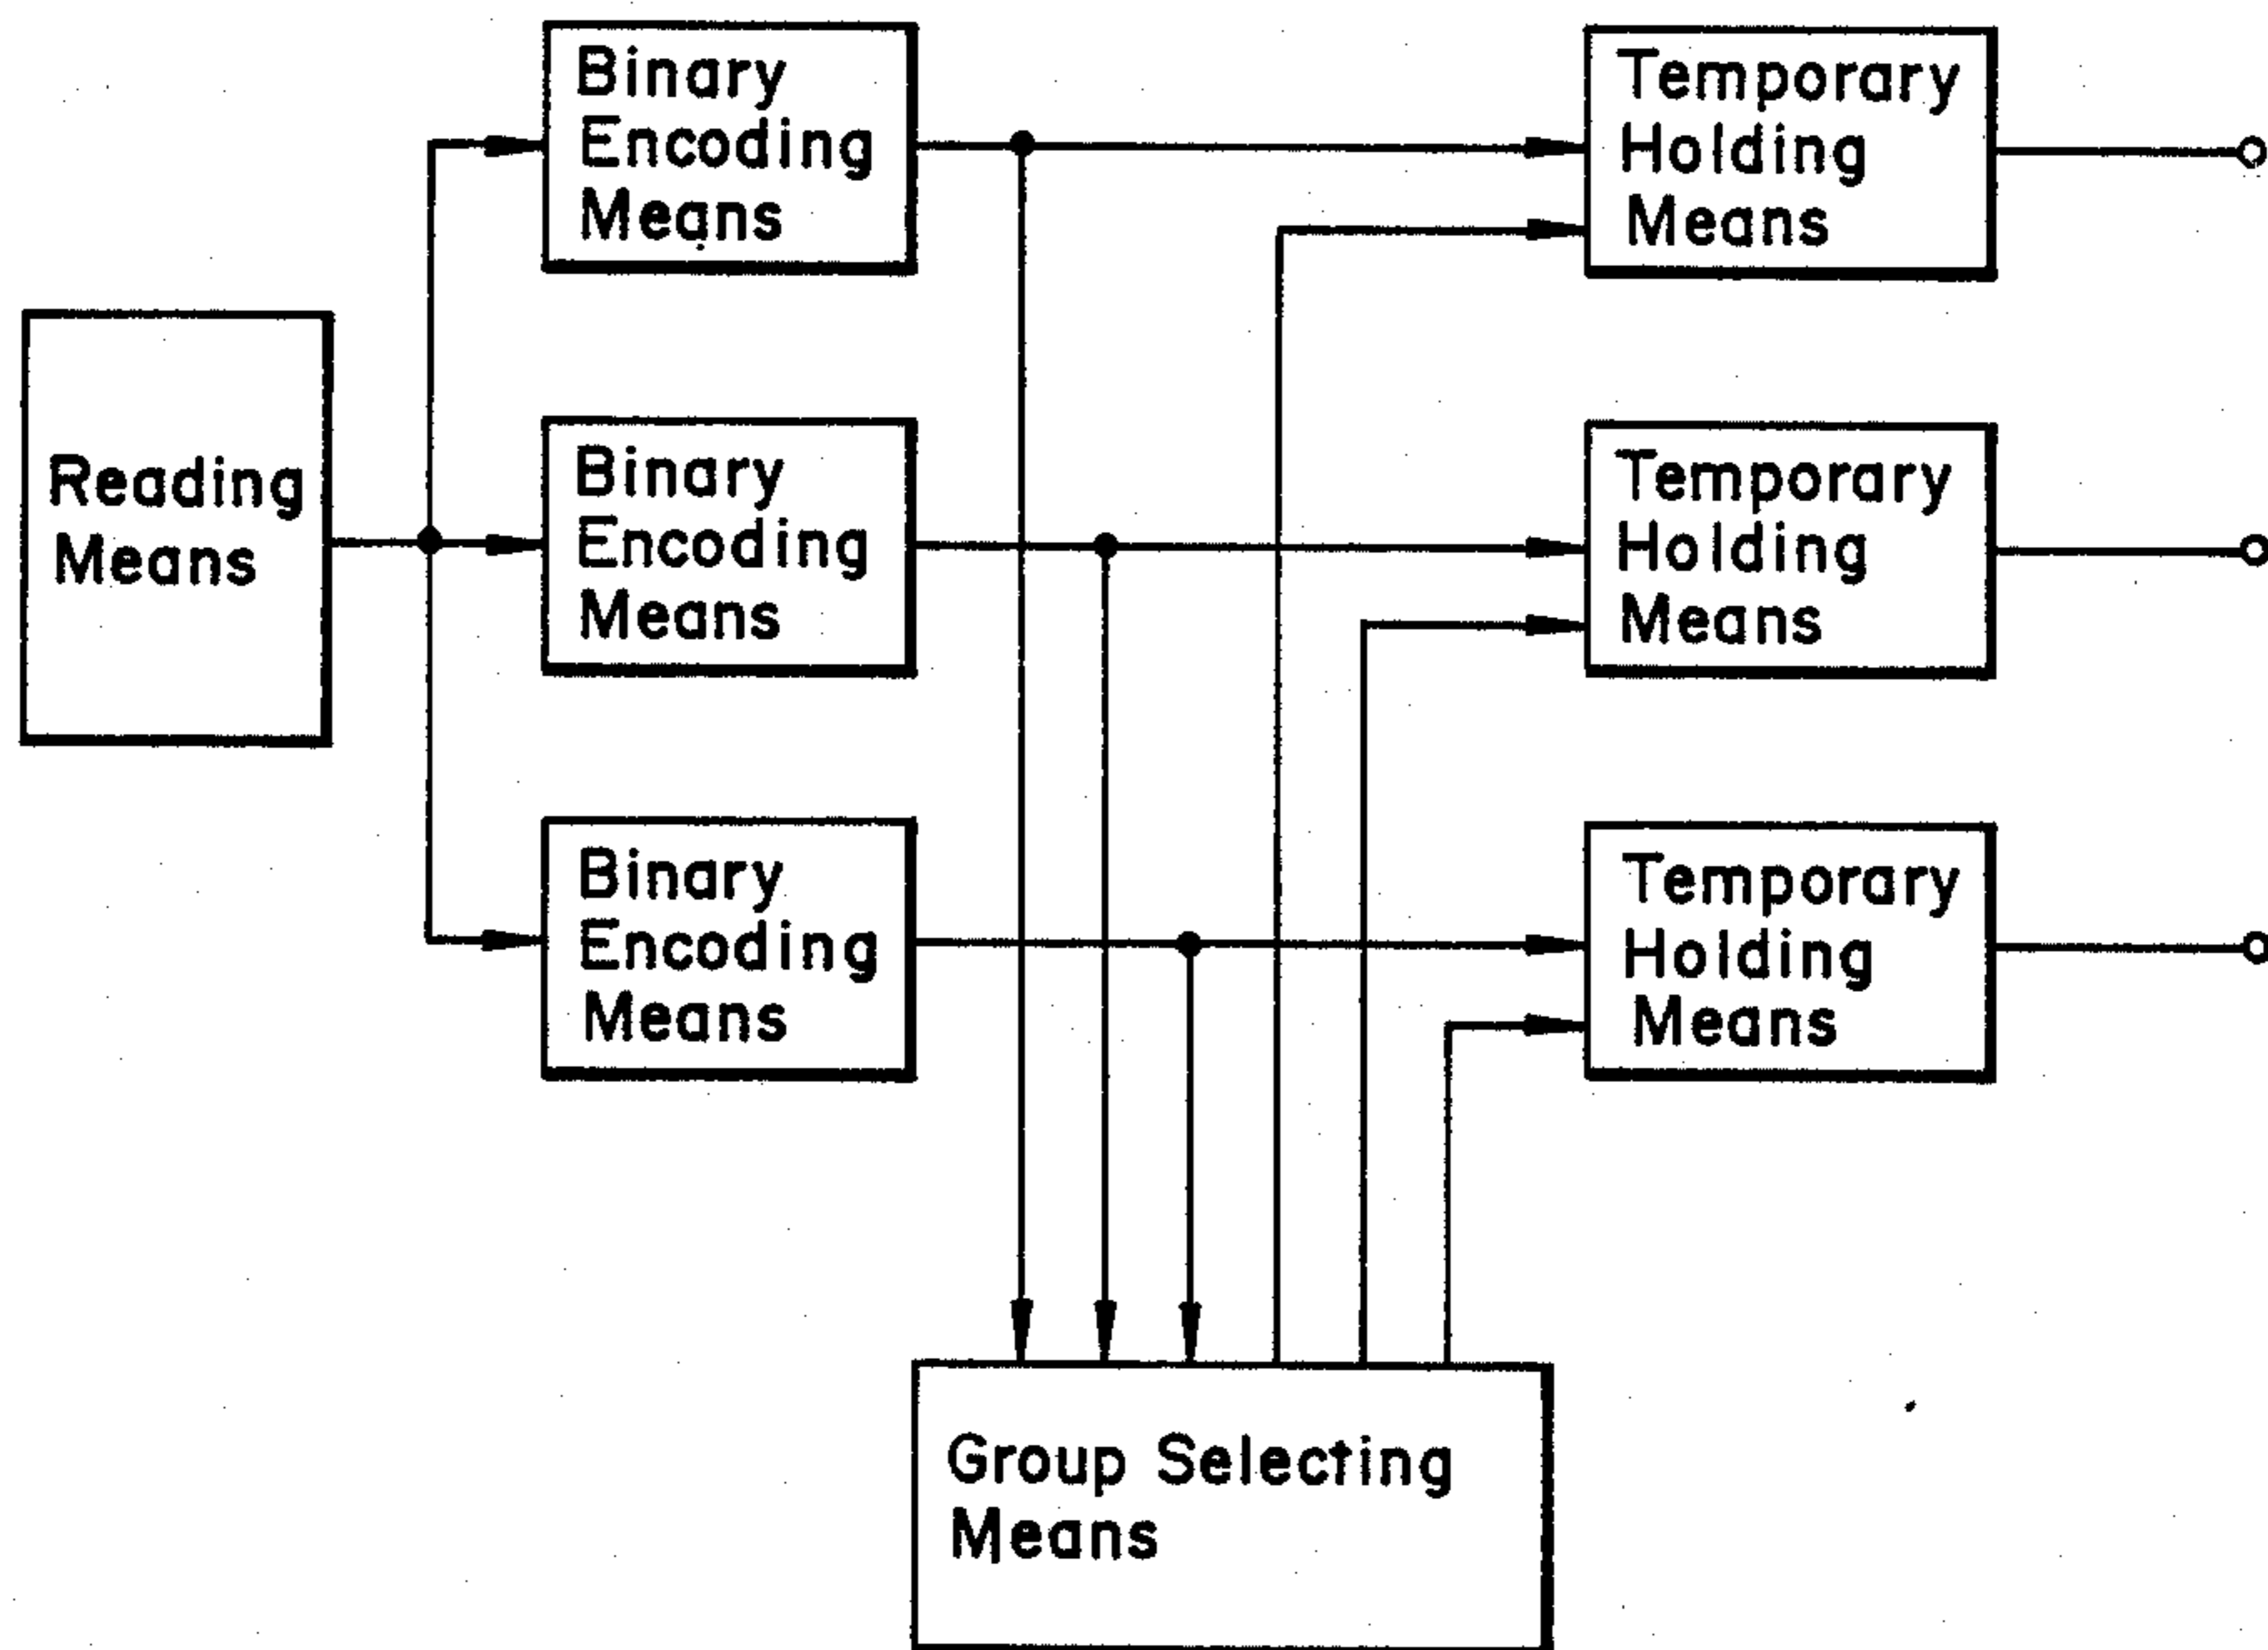 Binary
Encoding
Means
Temporary
Holding
Means
Reading
Means
Binary
Encoding
Means
Temporary
Holding
Means
Binary
Encoding
Means
Temporary
Holding
Means
Group Selecting
Means